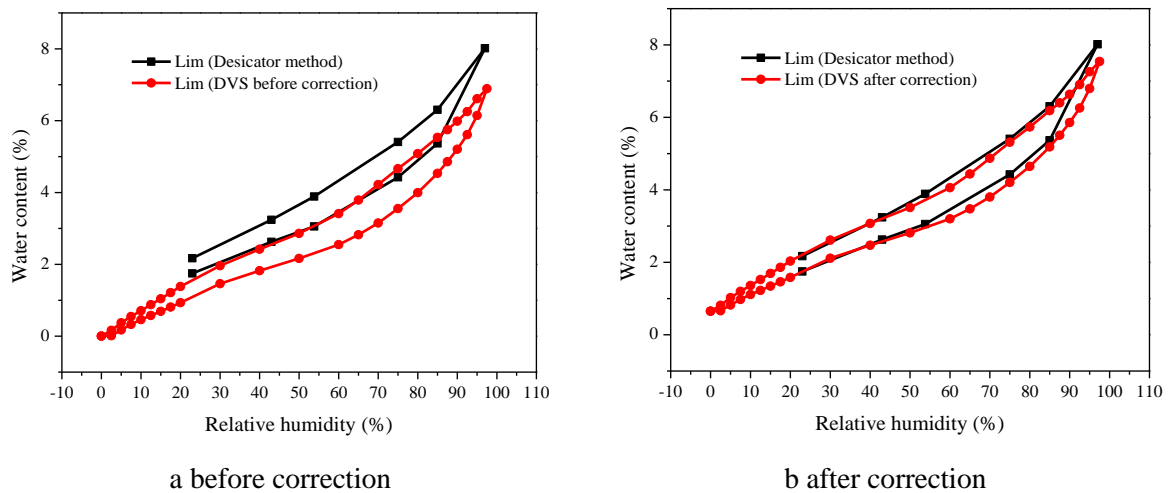 8
6
4
2
0
Water content (%)
Lim (Desicator method)
Lim (DVS before correction)
-10 0 10 20 30 40 50 60 70 80 90 100 110
Relative humidity (%)
a before correction
8
6
4
2
0
Water content (%)
Lim (Desicator method)
Lim (DVS after correction)
-10 0 10 20 30 40 50 60 70 80 90 100 110
Relative humidity (%)
b after correction